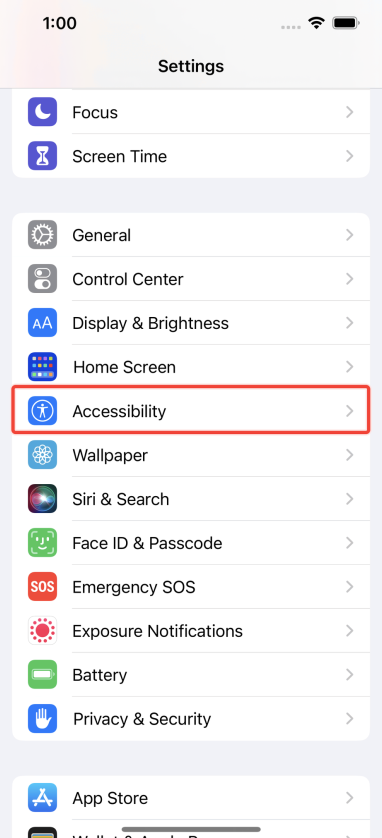 1:00
Settings
Focus
Screen Time
General
Control Center
AA Display & Brightness
Home Screen
Accessibility
Wallpaper
Siri & Search
Face ID & Passcode
SOS Emergency SOS
Exposure Notifications
Battery
Privacy & Security
App Store